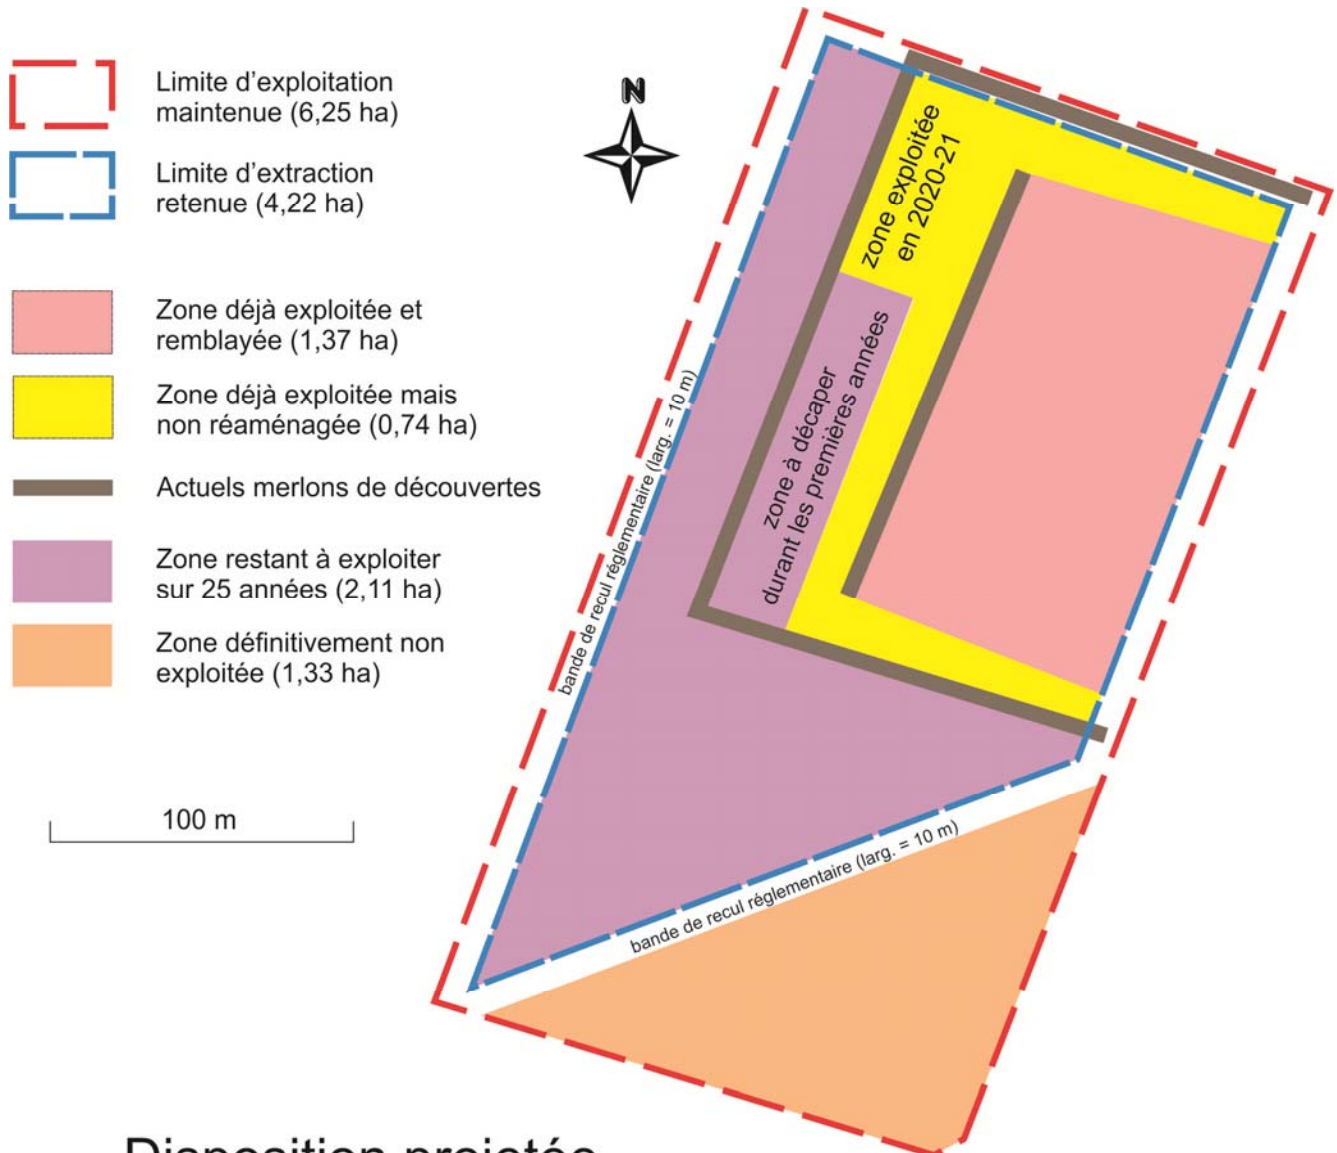 Limite d'exploitation
maintenue (6,25 ha)
Limite d'extraction
retenue (4,22 ha)
Zone déjà exploitée et
remblayée (1,37 ha)
Zone déjà exploitée mais
non réaménagée (0,74 ha)
Actuels merlons de découvertes
Zone restant à exploiter
sur 25 années (2,11 ha)
Zone définitivement non
exploitée (1,33 ha)
100 m
N
zone exploitée
en 2020-21
zone à décaper
durant les premières années
bande de recul réglementaire (larg. = 10 m)
bande de recul réglementaire (larg. = 10 m)
Disposition projetée